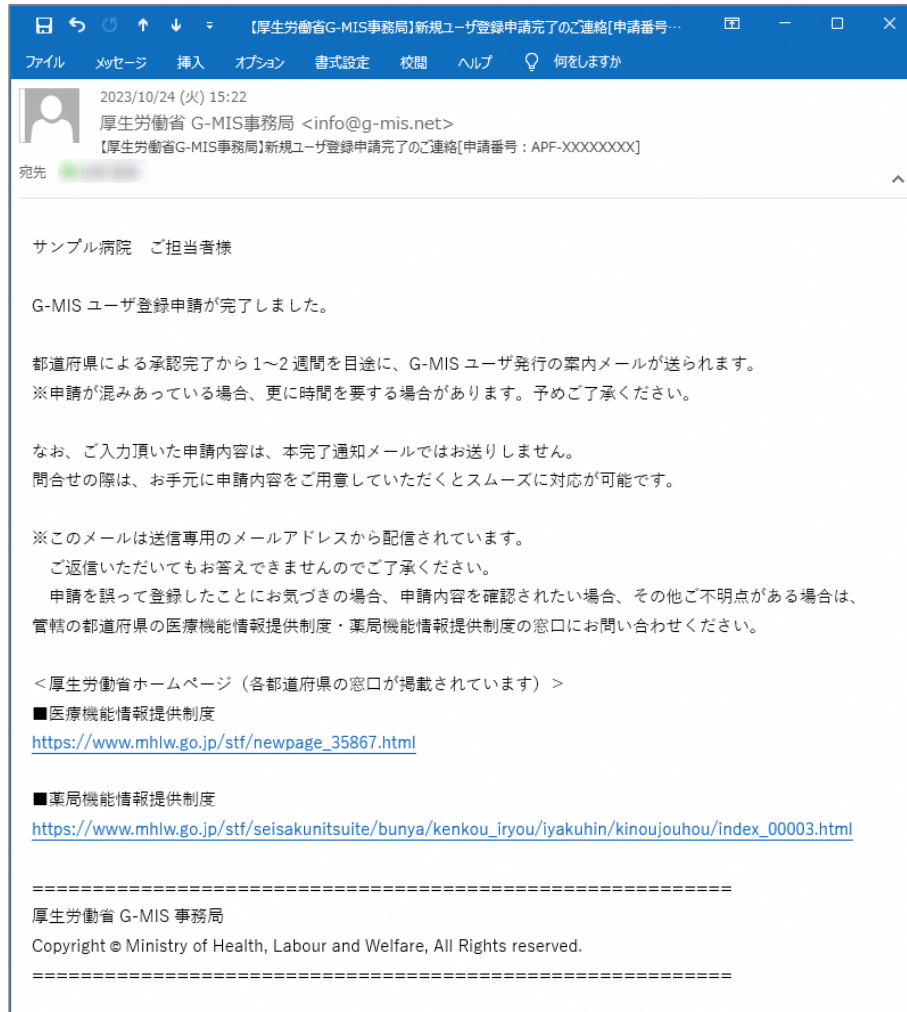 【厚生労働省G-MIS事務局】新規ユーザ登録申請完了のご連絡[申請番号…
ファイル メッセージ 挿入 オプション 書式設定 校閲 ヘルプ 何をしますか
2023/10/24 (火) 15:22
厚生労働省 G-MIS事務局 <info@g-mis.net>
【厚生労働省G-MIS事務局】新規ユーザ登録申請完了のご連絡[申請番号：APF-XXXXXXXX]
宛先
サンプル病院　ご担当者様
G-MIS ユーザ登録申請が完了しました。
都道府県による承認完了から 1～2 週間を目途に、G-MIS ユーザ発行の案内メールが送られます。
※申請が混みあっている場合、更に時間を要する場合があります。予めご了承ください。
なお、ご入力頂いた申請内容は、本完了通知メールではお送りしません。
問合せの際は、お手元に申請内容をご用意していただくとスムーズに対応が可能です。
※このメールは送信専用のメールアドレスから配信されています。
ご返信いただいてもお答えできませんのでご了承ください。
申請を誤って登録したことにお気づきの場合、申請内容を確認されたい場合、その他ご不明点がある場合は、
管轄の都道府県の医療機能情報提供制度・薬局機能情報提供制度の窓口にお問い合わせください。
＜厚生労働省ホームページ（各都道府県の窓口が掲載されています）＞
■医療機能情報提供制度
https://www.mhlw.go.jp/stf/newpage_35867.html
■薬局機能情報提供制度
https://www.mhlw.go.jp/stf/seisakunitsuite/bunya/kenkou_iryou/iyakuhin/kinoujouhou/index_00003.html
==========================================================
厚生労働省 G-MIS 事務局
Copyright © Ministry of Health, Labour and Welfare, All Rights reserved.
==========================================================